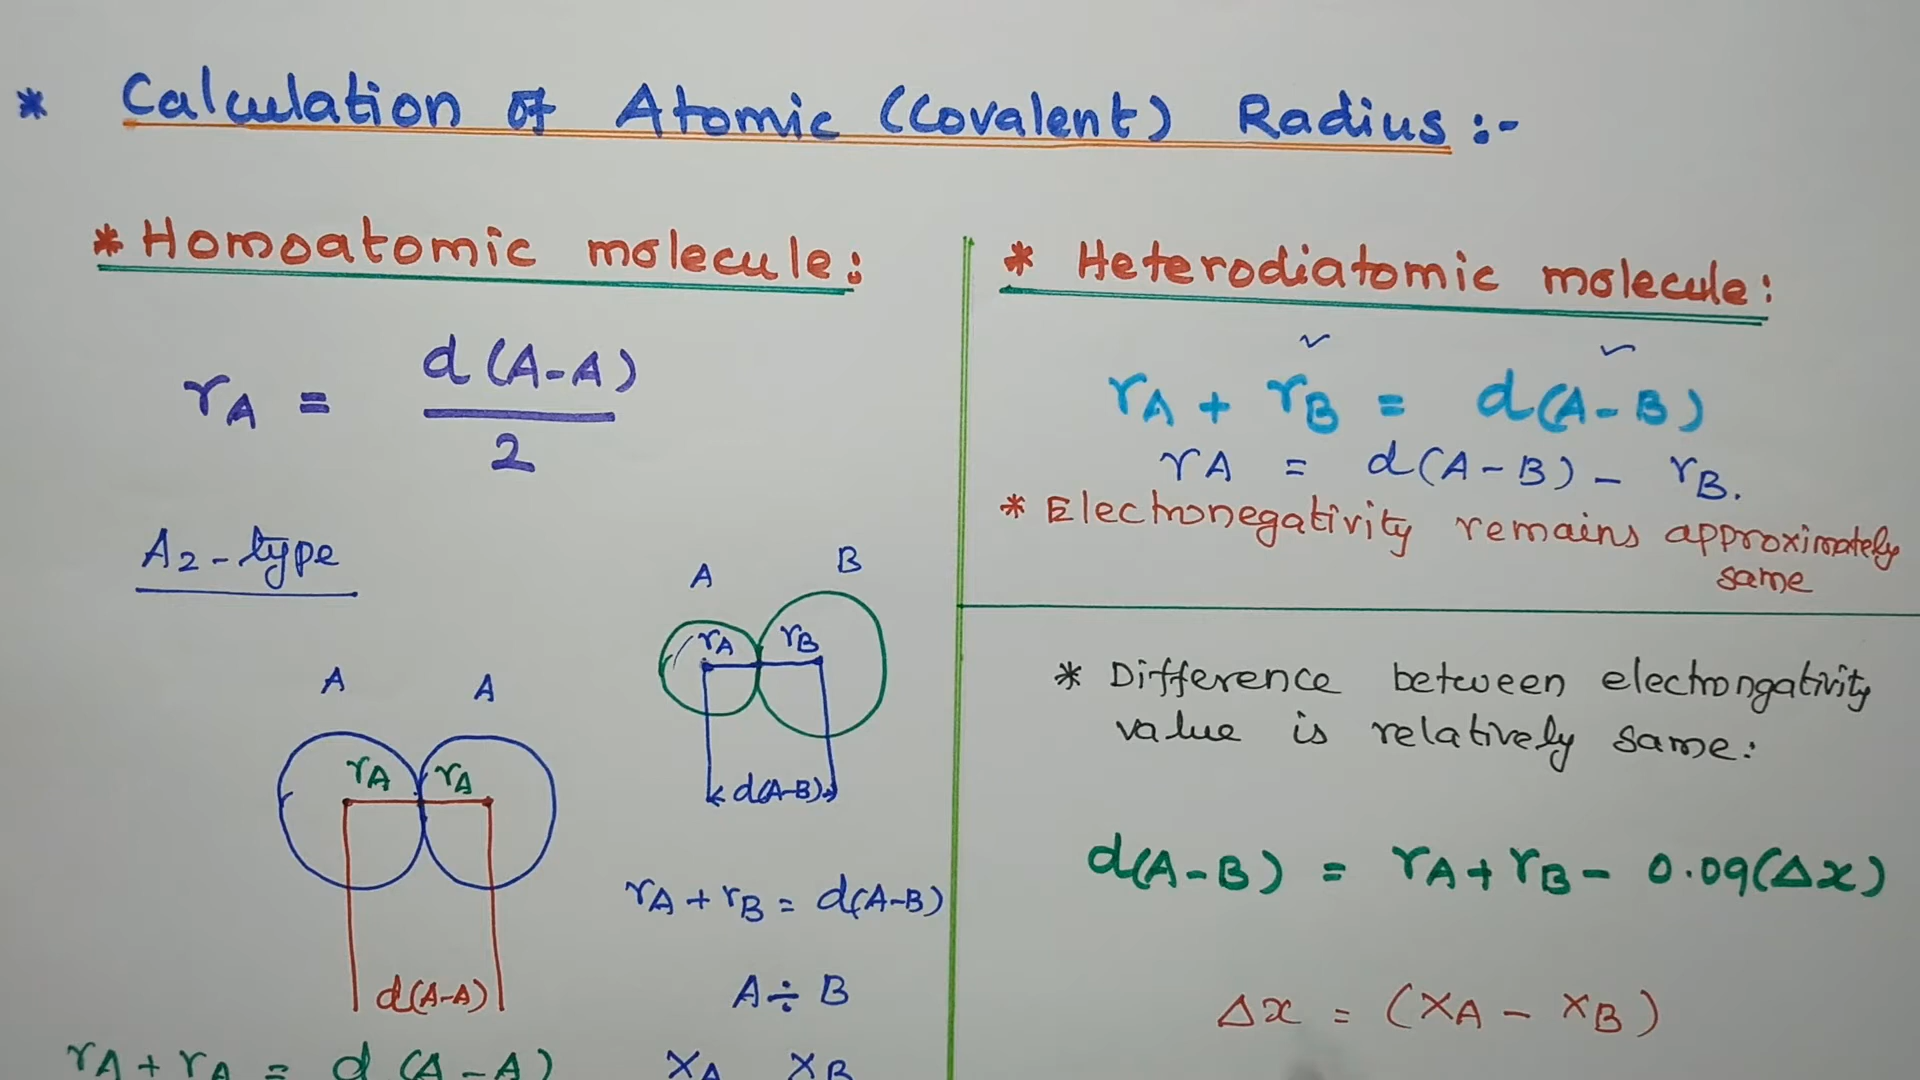 * Calculation of Atomic (Covalent) Radius :-
* Homoatomic molecule:
rA = d(A-A)
2
A2-type
A A
rA rA
d(A-A)
rA + rA = d(A-A)
A B
rA rB
d(A-B)
rA + rB = d(A-B)
A ÷ B
XA XB
* Heterodiatomic molecule:
rA + rB = d(A-B)
rA = d(A-B) - rB.
* Electronegativity remains approximately
same
* Difference between electrongativity
value is relatively same:
d(A-B) = rA + rB - 0.09(Δx)
Δx = (XA - XB)